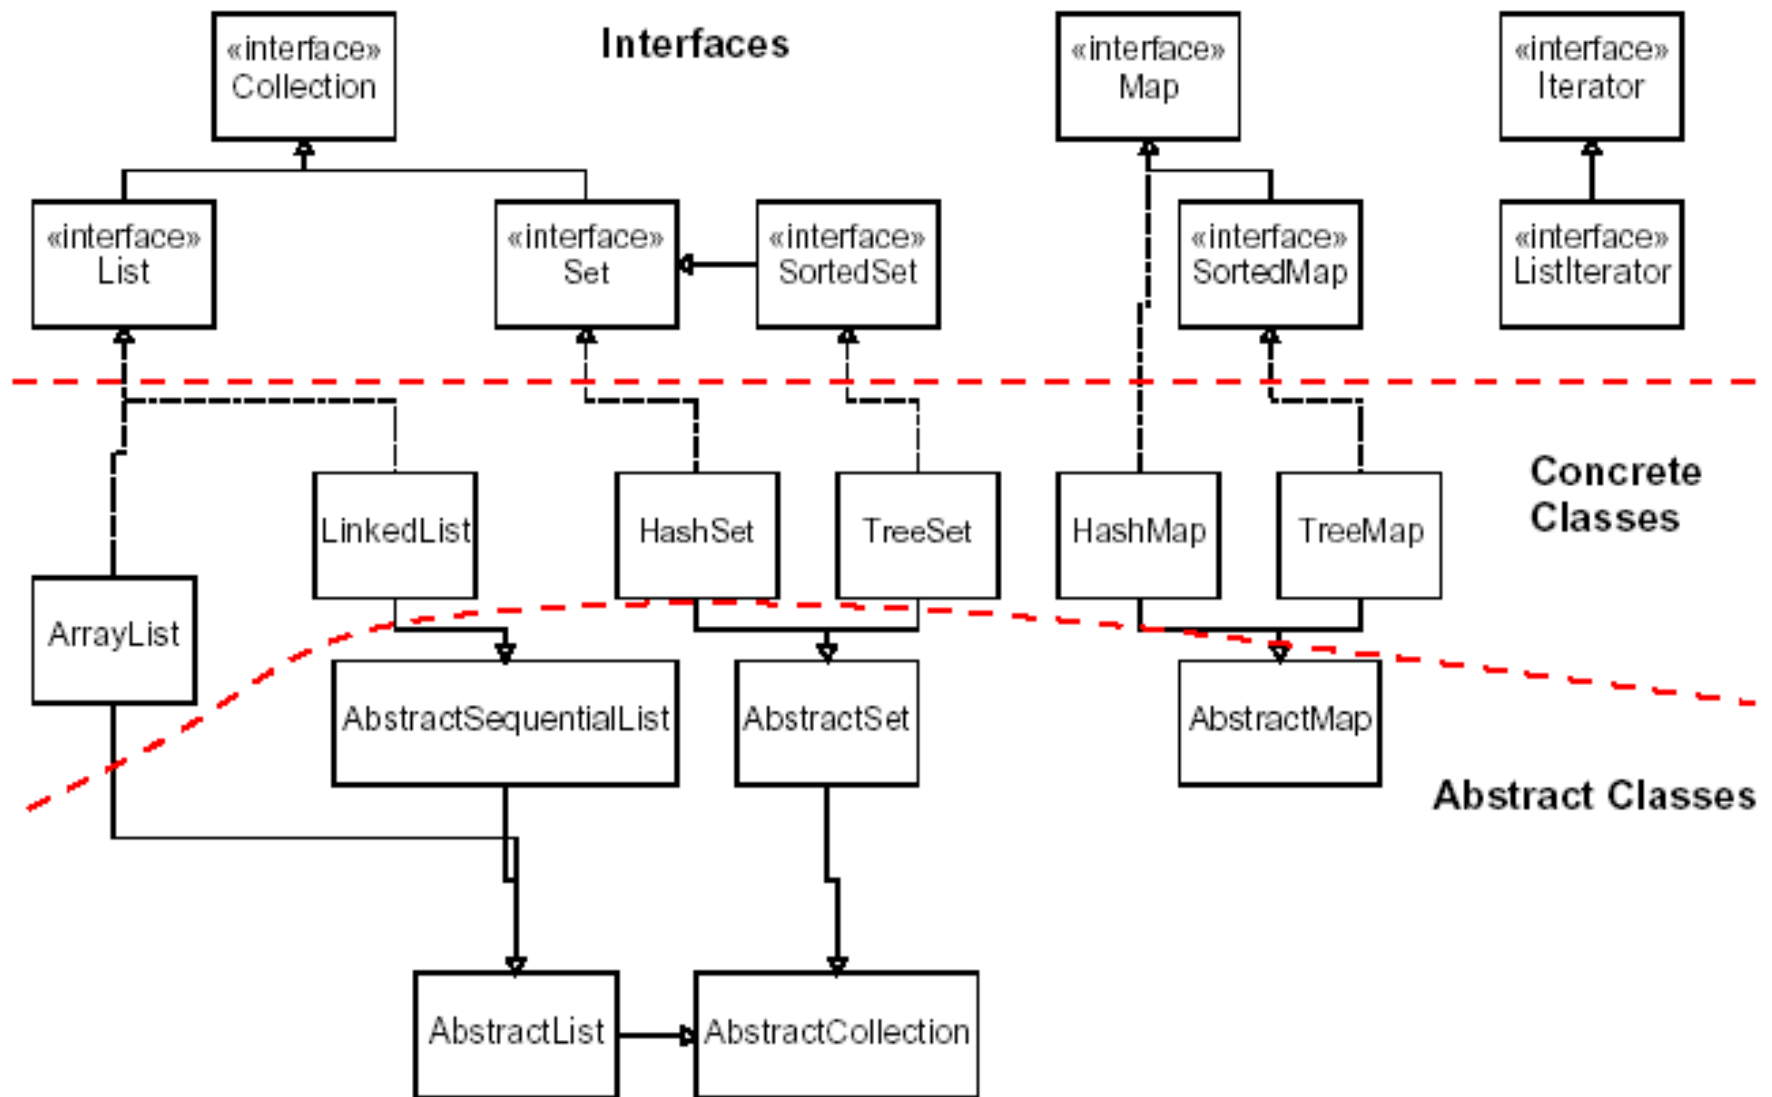 Interfaces
«interface»
Collection
«interface»
Map
«interface»
Iterator
«interface»
List
«interface»
Set
«interface»
SortedSet
«interface»
SortedMap
«interface»
ListIterator
Concrete
Classes
LinkedList
HashSet
TreeSet
HashMap
TreeMap
ArrayList
AbstractSequentialList
AbstractSet
AbstractMap
Abstract Classes
AbstractList
AbstractCollection